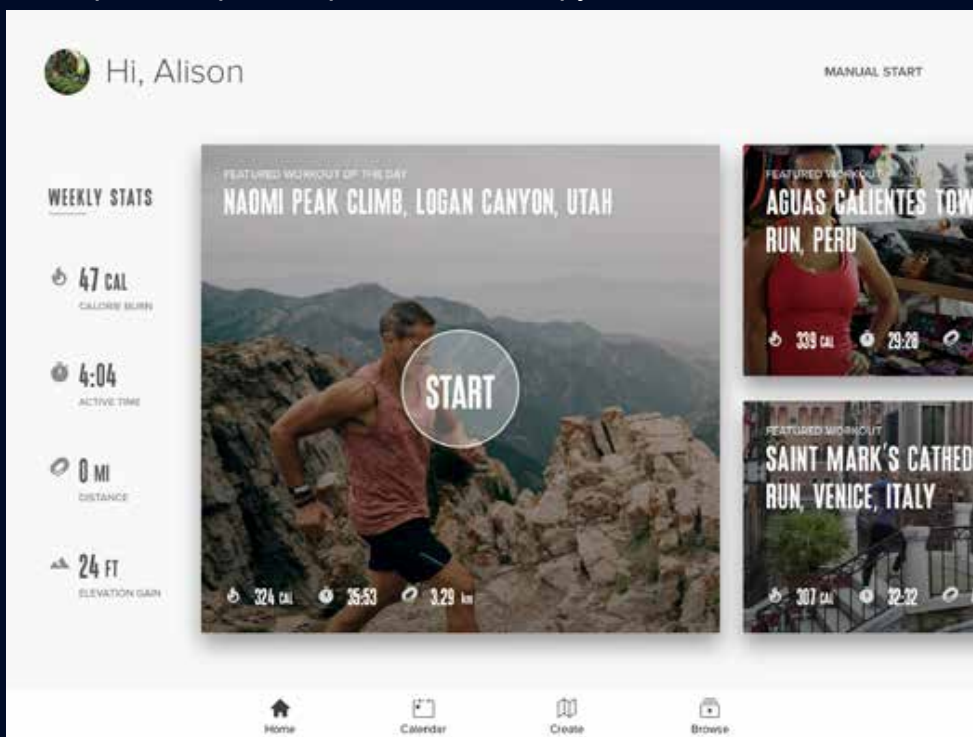 Hi, Alison
MANUAL START
WEEKLY STATS
47 CAL
CALORIE BURN
4:04
ACTIVE TIME
0 MI
DISTANCE
24 FT
ELEVATION GAIN
FEATURED WORKOUT OF THE DAY
NAOMI PEAK CLIMB, LOGAN CANYON, UTAH
START
324 CAL 35:53 3.29 km
FEATURED WORKOUT
AGUAS CALIENTES TOW
RUN, PERU
339 CAL 29:28
FEATURED WORKOUT
SAINT MARK'S CATHED
RUN, VENICE, ITALY
307 CAL 32:32
Home Calendar Create Browse